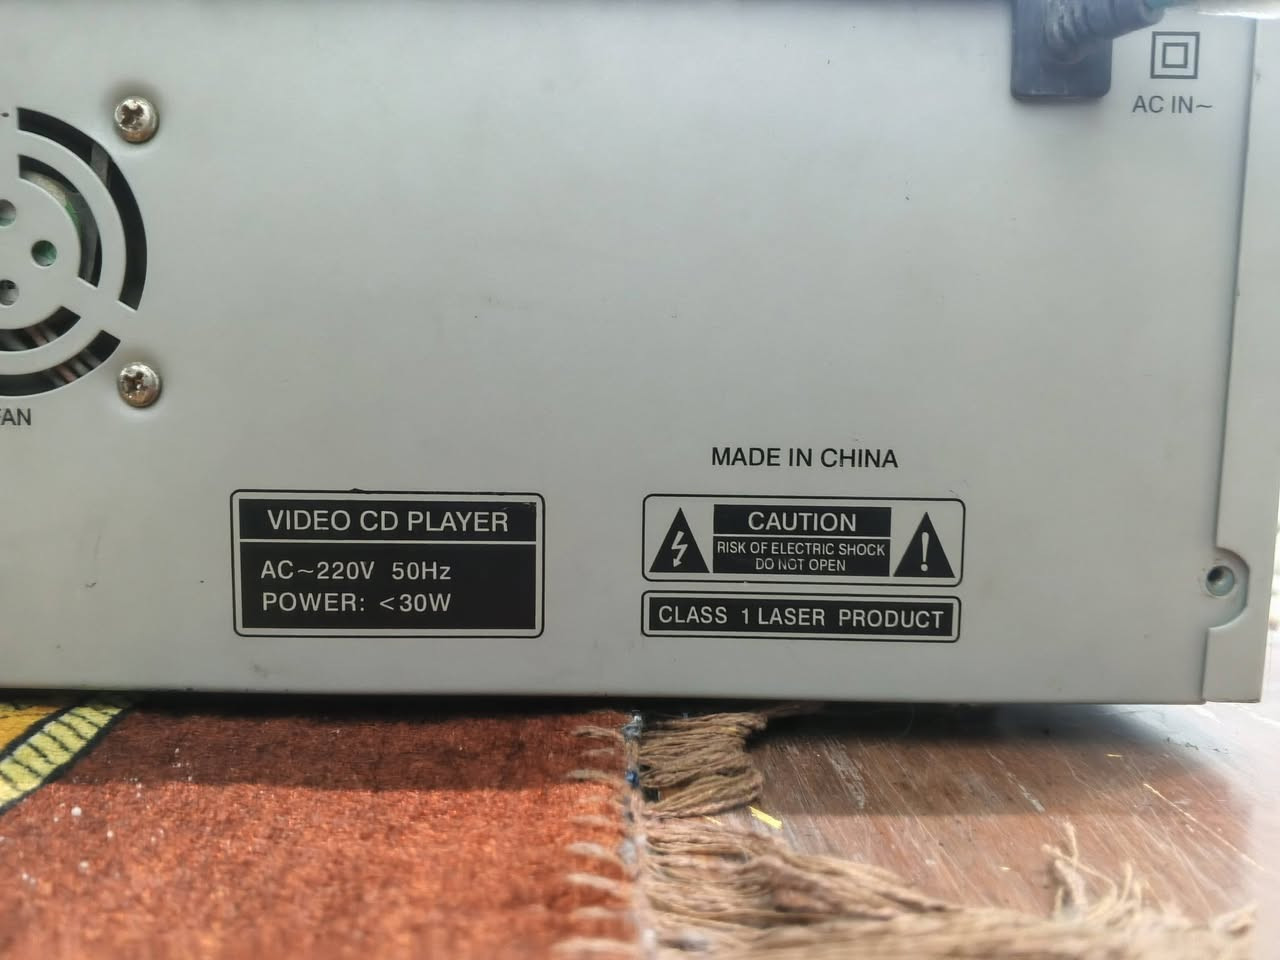 AC IN~
FAN
MADE IN CHINA
VIDEO CD PLAYER
AC~220V 50Hz
POWER: <30W
CAUTION
RISK OF ELECTRIC SHOCK
DO NOT OPEN
CLASS 1 LASER PRODUCT